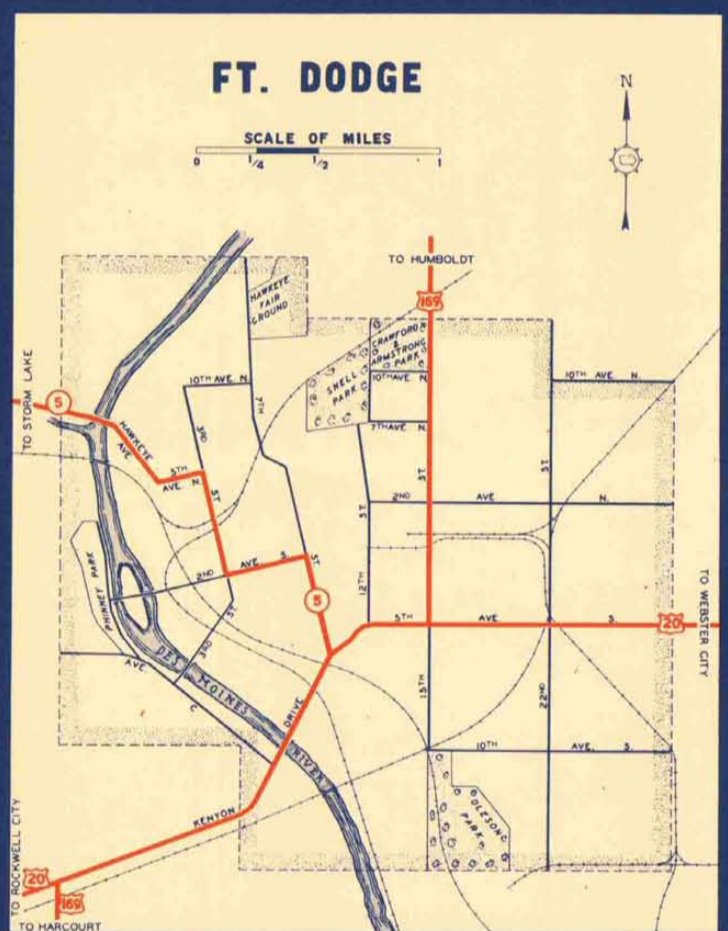 FT. DODGE
SCALE OF MILES
0 1/4 1/2 1
N
TO HUMBOLDT
169
HAWKEYE
FAIR
GROUND
CRAWFORD
&
ARMSTRONG
PARK
SNELL
PARK
10TH AVE. N.
10TH AVE. N.
10TH AVE. N.
7TH AVE. N.
TO STORM LAKE
5
HAWKEYE
AVE.
5TH
AVE. N.
3RD
ST.
7TH
ST.
2ND AVE. N.
ST.
ST.
12TH
ST.
2ND AVE. S.
PHINNEY PARK
5
5TH AVE. S.
20
TO WEBSTER CITY
3RD
ST.
AVE.
C
DES MOINES
RIVER
DRIVE
15TH
22ND
10TH AVE. S.
KENYON
OLESON
PARK
TO ROCKWELL CITY
20
169
TO HARCOURT